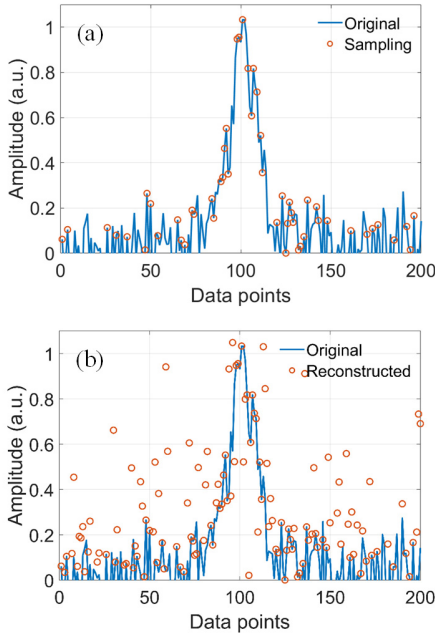 (a)
Original
Sampling
Amplitude (a.u.)
1
0.8
0.6
0.4
0.2
0
0 50 100 150 200
Data points
(b)
Original
Reconstructed
Amplitude (a.u.)
1
0.8
0.6
0.4
0.2
0
0 50 100 150 200
Data points